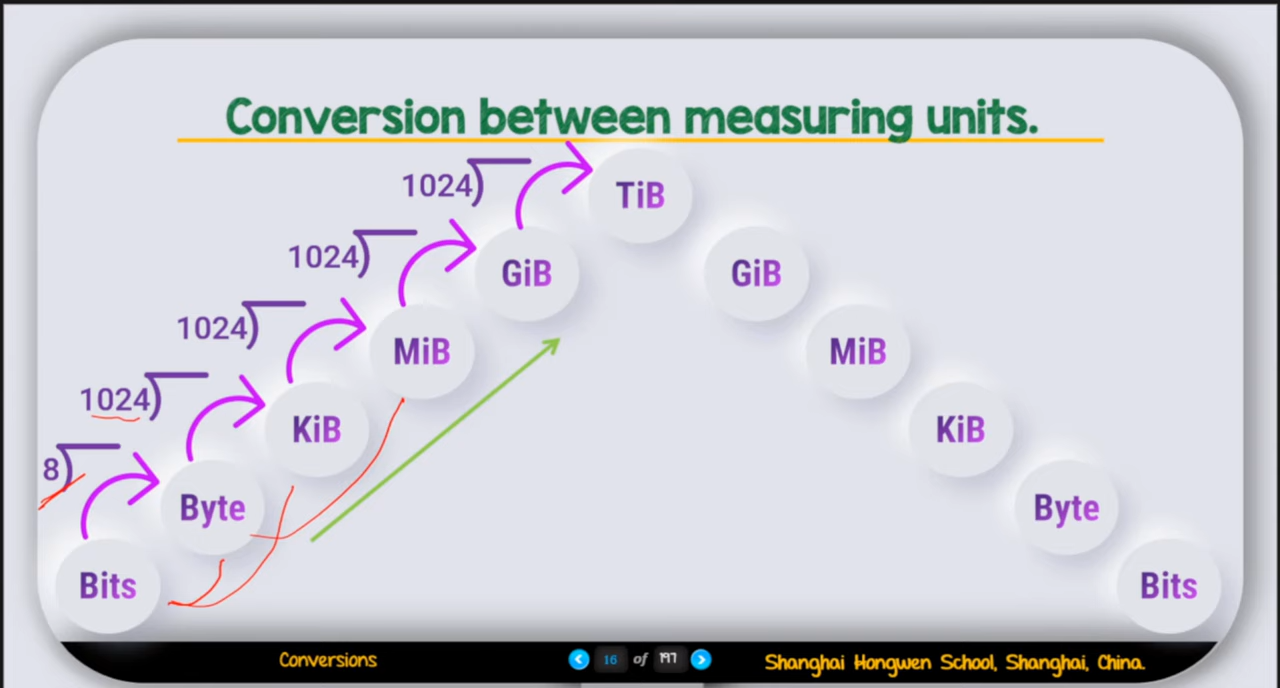 Conversion between measuring units.
1024
TiB
1024
GiB
GiB
1024
MiB
MiB
1024
KiB
KiB
8
Byte
Byte
Bits
Bits
Conversions
16 of 197
Shanghai Hongwen School, Shanghai, China.